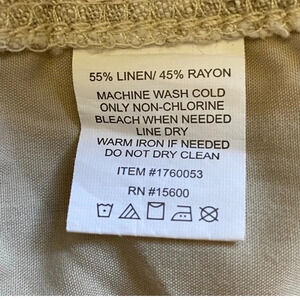 55% LINEN/ 45% RAYON
MACHINE WASH COLD
ONLY NON-CHLORINE
BLEACH WHEN NEEDED
LINE DRY
WARM IRON IF NEEDED
DO NOT DRY CLEAN
ITEM #1760053
RN #15600